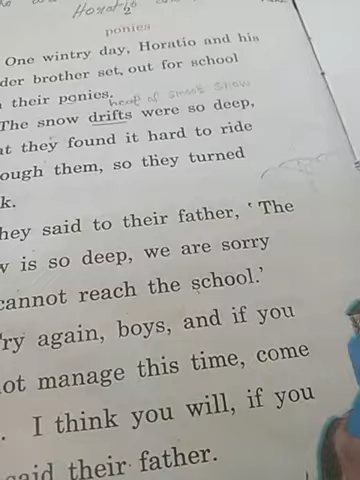 Horatio
ponies
One wintry day, Horatio and his
der brother set out for school
their ponies.
heap of snow
The snow drifts were so deep,
at they found it hard to ride
ough them, so they turned
k.
hey said to their father, ‘ The
w is so deep, we are sorry
cannot reach the school.’
ry again, boys, and if you
ot manage this time, come
. I think you will, if you
said their father.